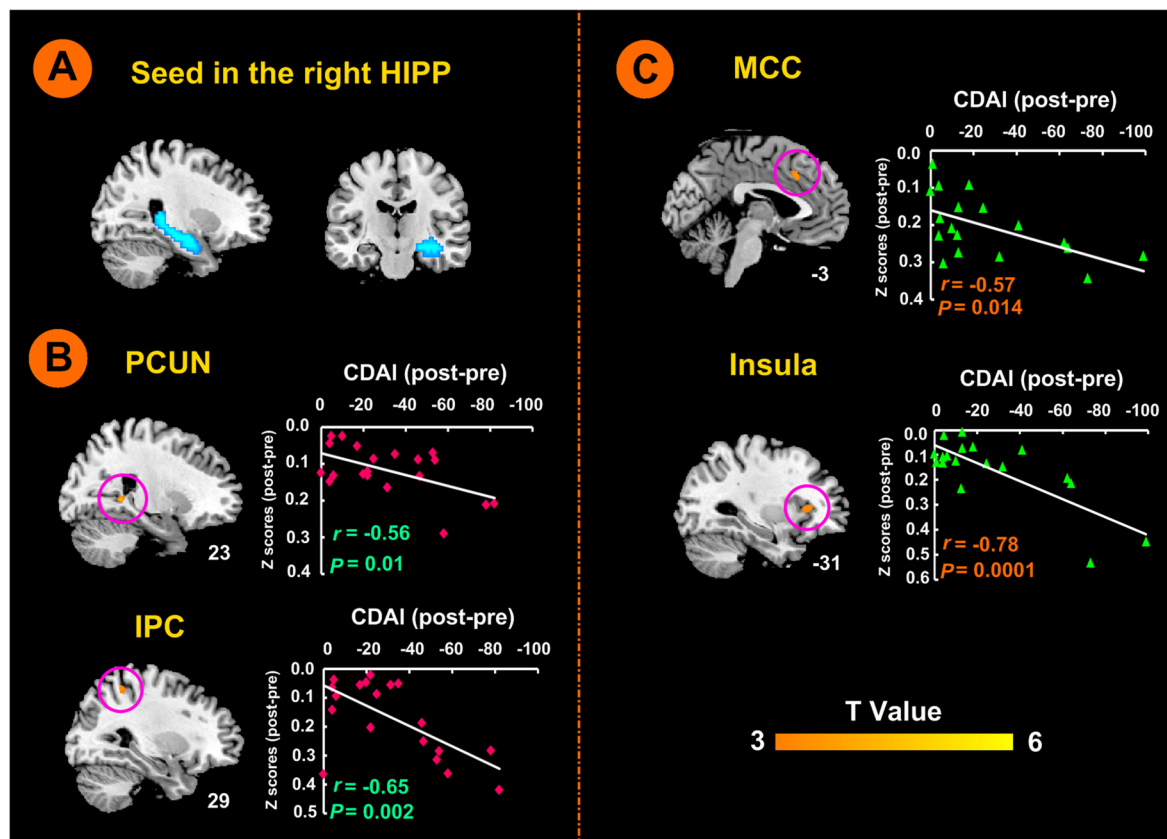 A
Seed in the right HIPP
B
PCUN
23
CDAI (post-pre)
0 -20 -40 -60 -80 -100
Z scores (post-pre)
0.0
0.1
0.2
0.3
0.4
r = -0.56
P = 0.01
IPC
29
CDAI (post-pre)
0 -20 -40 -60 -80 -100
Z scores (post-pre)
0.0
0.1
0.2
0.3
0.4
0.5
r = -0.65
P = 0.002
C
MCC
-3
CDAI (post-pre)
0 -20 -40 -60 -80 -100
Z scores (post-pre)
0.0
0.1
0.2
0.3
0.4
r = -0.57
P = 0.014
Insula
-31
CDAI (post-pre)
0 -20 -40 -60 -80 -100
Z scores (post-pre)
0.0
0.1
0.2
0.3
0.4
0.5
0.6
r = -0.78
P = 0.0001
T Value
3 6